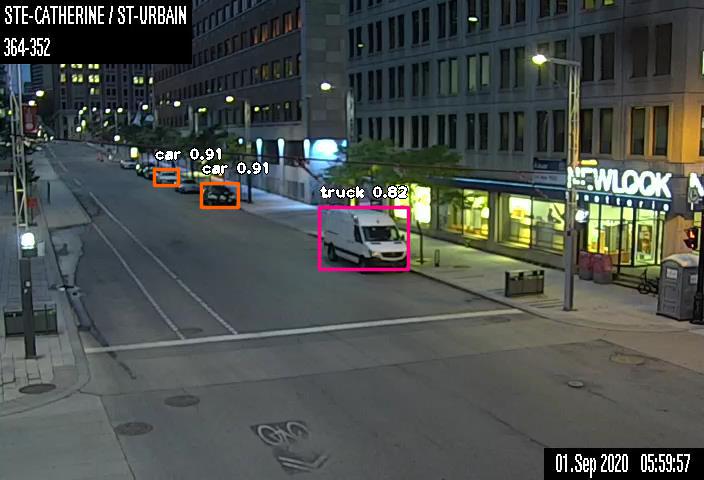 STE-CATHERINE / ST-URBAIN
364-352
car 0.91
car 0.91
truck 0.82
NEWLOOK
N
01.Sep 2020 05:59:57